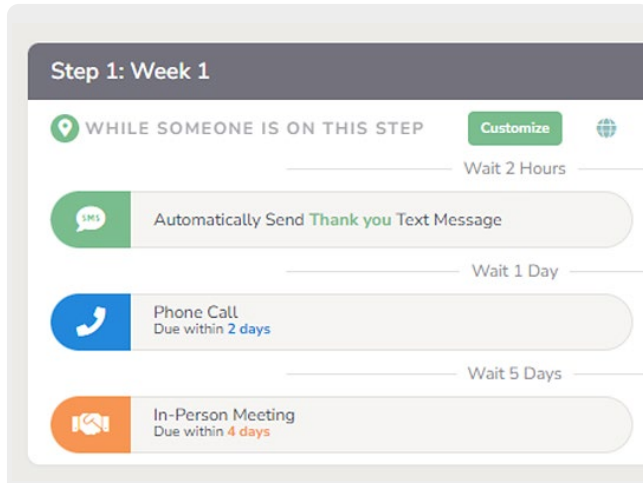 Step 1: Week 1
WHILE SOMEONE IS ON THIS STEP
Customize
Wait 2 Hours
SMS
Automatically Send Thank you Text Message
Wait 1 Day
Phone Call
Due within 2 days
Wait 5 Days
In-Person Meeting
Due within 4 days